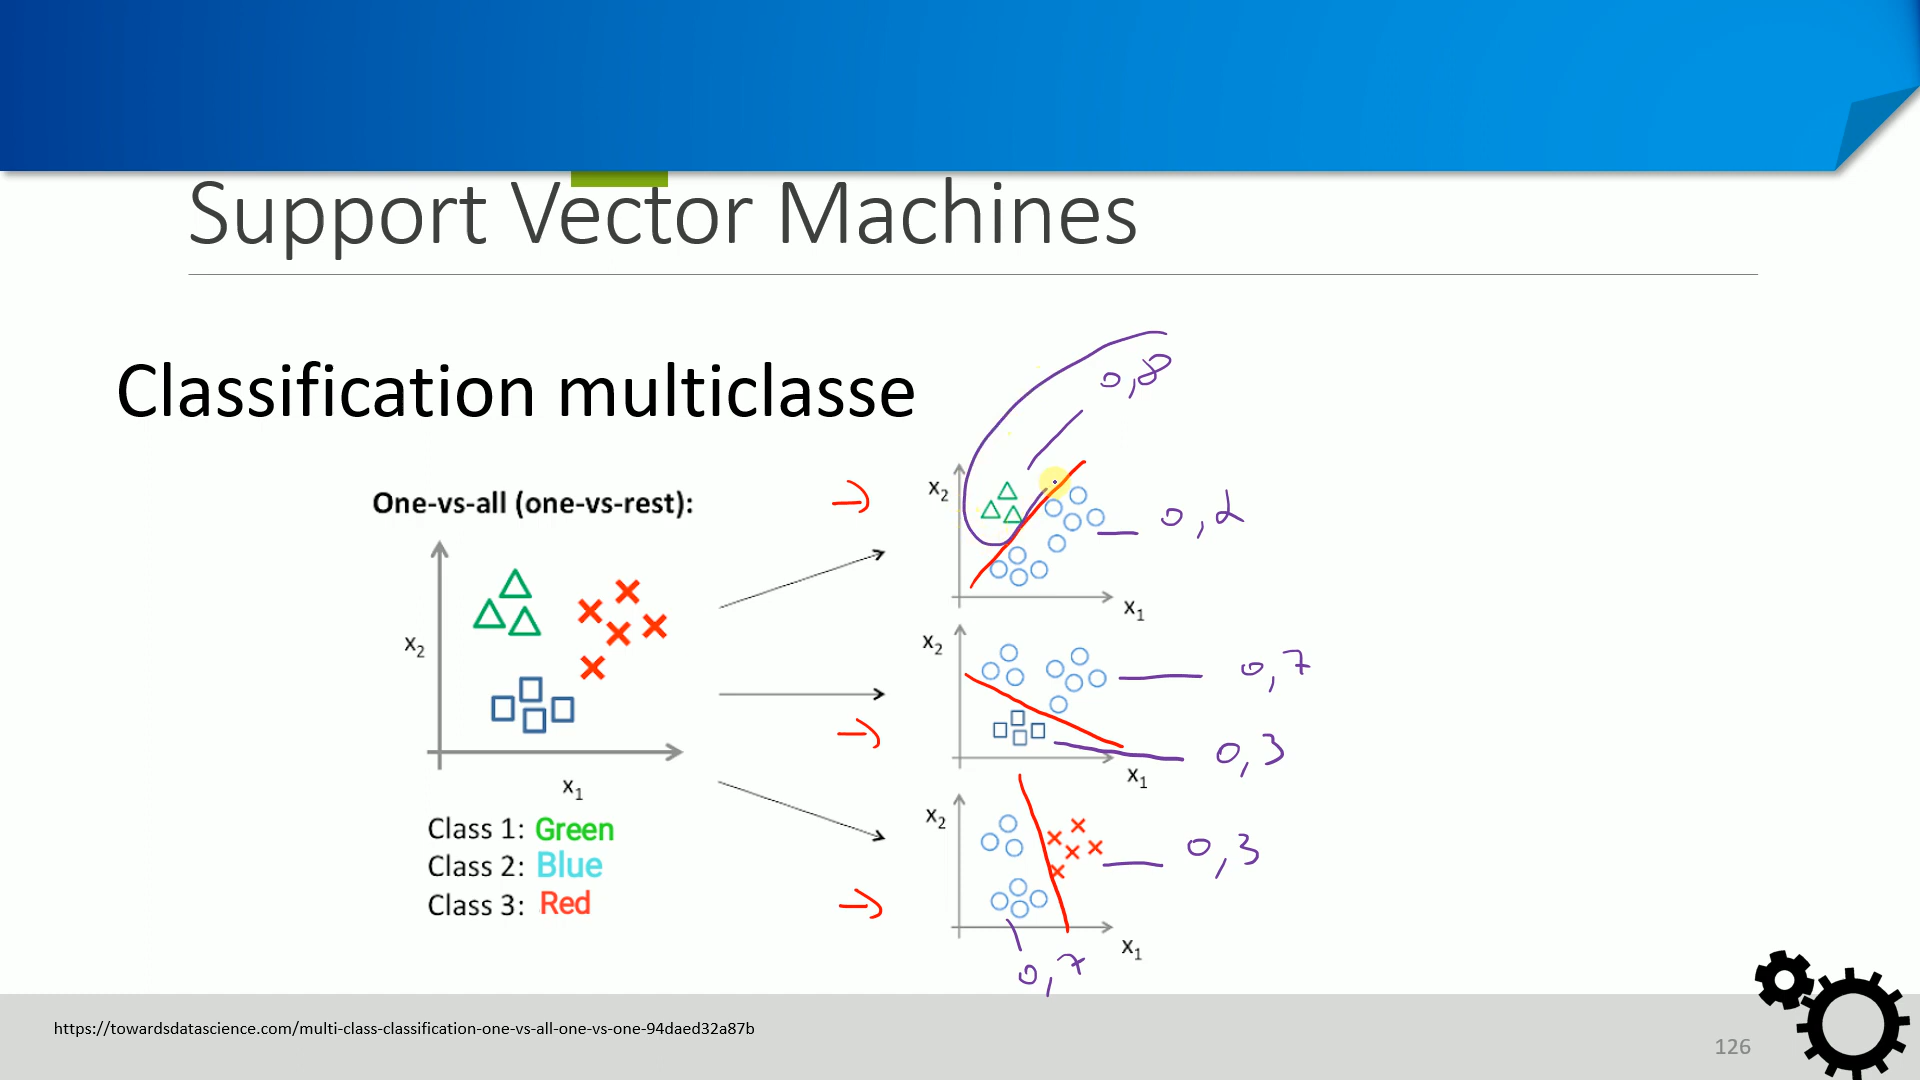 Support Vector Machines
Classification multiclasse
0,8
One-vs-all (one-vs-rest):
x2
x1
Class 1: Green
Class 2: Blue
Class 3: Red
x2
x1
0,2
x2
x1
0,7
0,3
x2
x1
0,3
0,7
https://towardsdatascience.com/multi-class-classification-one-vs-all-one-vs-one-94daed32a87b
126